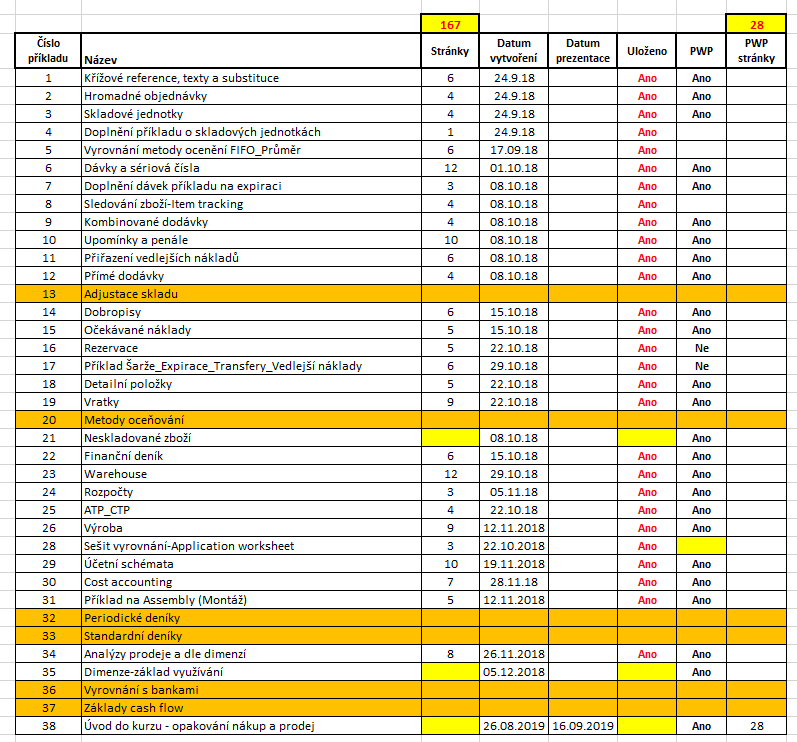 167 28
Číslo příkladu Název Stránky Datum vytvoření Datum prezentace Uloženo PWP PWP stránky
1 Křížové reference, texty a substituce 6 24.9.18 Ano Ano
2 Hromadné objednávky 4 24.9.18 Ano Ano
3 Skladové jednotky 4 24.9.18 Ano Ano
4 Doplnění příkladu o skladových jednotkách 1 24.9.18 Ano
5 Vyrovnání metody ocenění FIFO_Průměr 6 17.09.18 Ano
6 Dávky a sériová čísla 12 01.10.18 Ano Ano
7 Doplnění dávek příkladu na expiraci 3 08.10.18 Ano Ano
8 Sledování zboží-Item tracking 4 08.10.18 Ano
9 Kombinované dodávky 4 08.10.18 Ano Ano
10 Upomínky a penále 10 08.10.18 Ano Ano
11 Přiřazení vedlejších nákladů 6 08.10.18 Ano Ano
12 Přímé dodávky 4 08.10.18 Ano Ano
13 Adjustace skladu
14 Dobropisy 6 15.10.18 Ano Ano
15 Očekávané náklady 5 15.10.18 Ano Ano
16 Rezervace 5 22.10.18 Ano Ne
17 Příklad Šarže_Expirace_Transfery_Vedlejší náklady 6 29.10.18 Ano Ne
18 Detailní položky 5 22.10.18 Ano Ano
19 Vratky 9 22.10.18 Ano Ano
20 Metody oceňování
21 Neskladované zboží 08.10.18 Ano
22 Finanční deník 6 15.10.18 Ano Ano
23 Warehouse 12 29.10.18 Ano Ano
24 Rozpočty 3 05.11.18 Ano Ano
25 ATP_CTP 4 22.10.18 Ano Ano
26 Výroba 9 12.11.2018 Ano Ano
28 Sešit vyrovnání-Application worksheet 3 22.10.2018 Ano
29 Účetní schémata 10 19.11.2018 Ano Ano
30 Cost accounting 7 28.11.18 Ano Ano
31 Příklad na Assembly (Montáž) 5 12.11.2018 Ano Ano
32 Periodické deníky
33 Standardní deníky
34 Analýzy prodeje a dle dimenzí 8 26.11.2018 Ano Ano
35 Dimenze-základ využívání 05.12.2018 Ano
36 Vyrovnání s bankami
37 Základy cash flow
38 Úvod do kurzu - opakování nákup a prodej 26.08.2019 16.09.2019 Ano 28